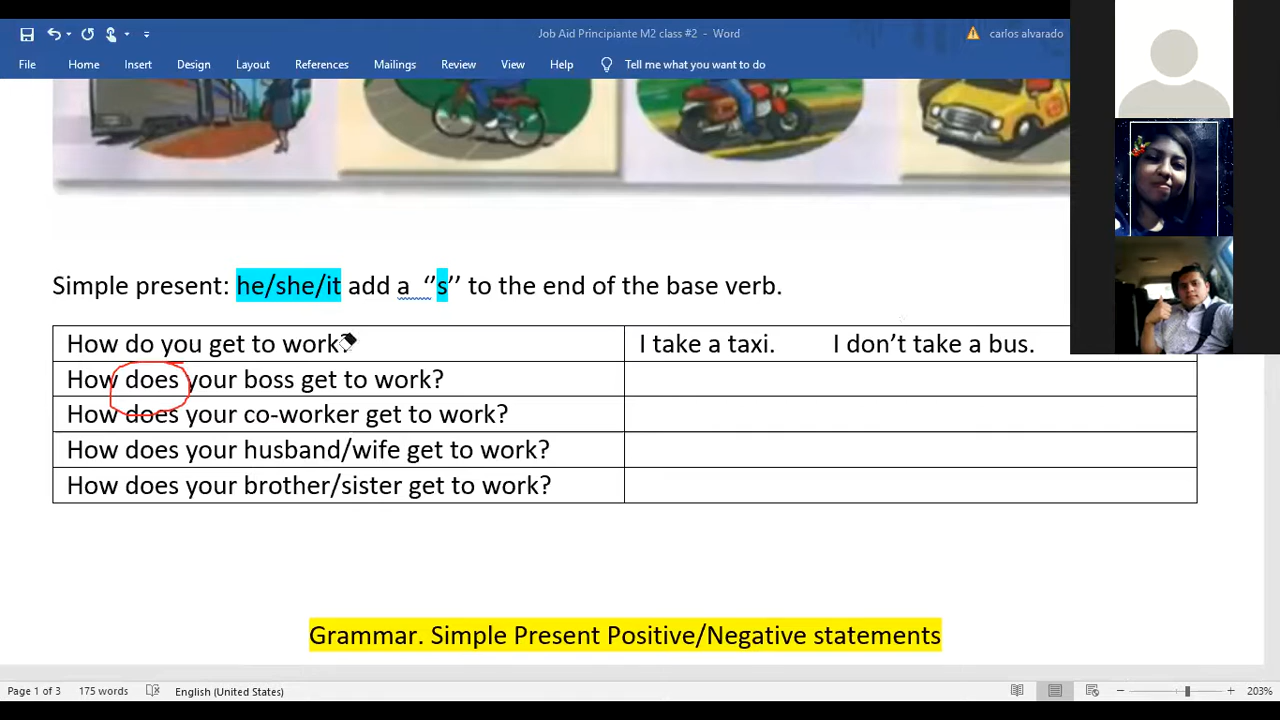 Job Aid Principiante M2 class #2 - Word
carlos alvarado
File Home Insert Design Layout References Mailings Review View Help Tell me what you want to do
Simple present: he/she/it add a ‘’s’’ to the end of the base verb.
How do you get to work?
I take a taxi. I don’t take a bus.
How does your boss get to work?
How does your co-worker get to work?
How does your husband/wife get to work?
How does your brother/sister get to work?
Grammar. Simple Present Positive/Negative statements
Page 1 of 3 175 words English (United States) 203%